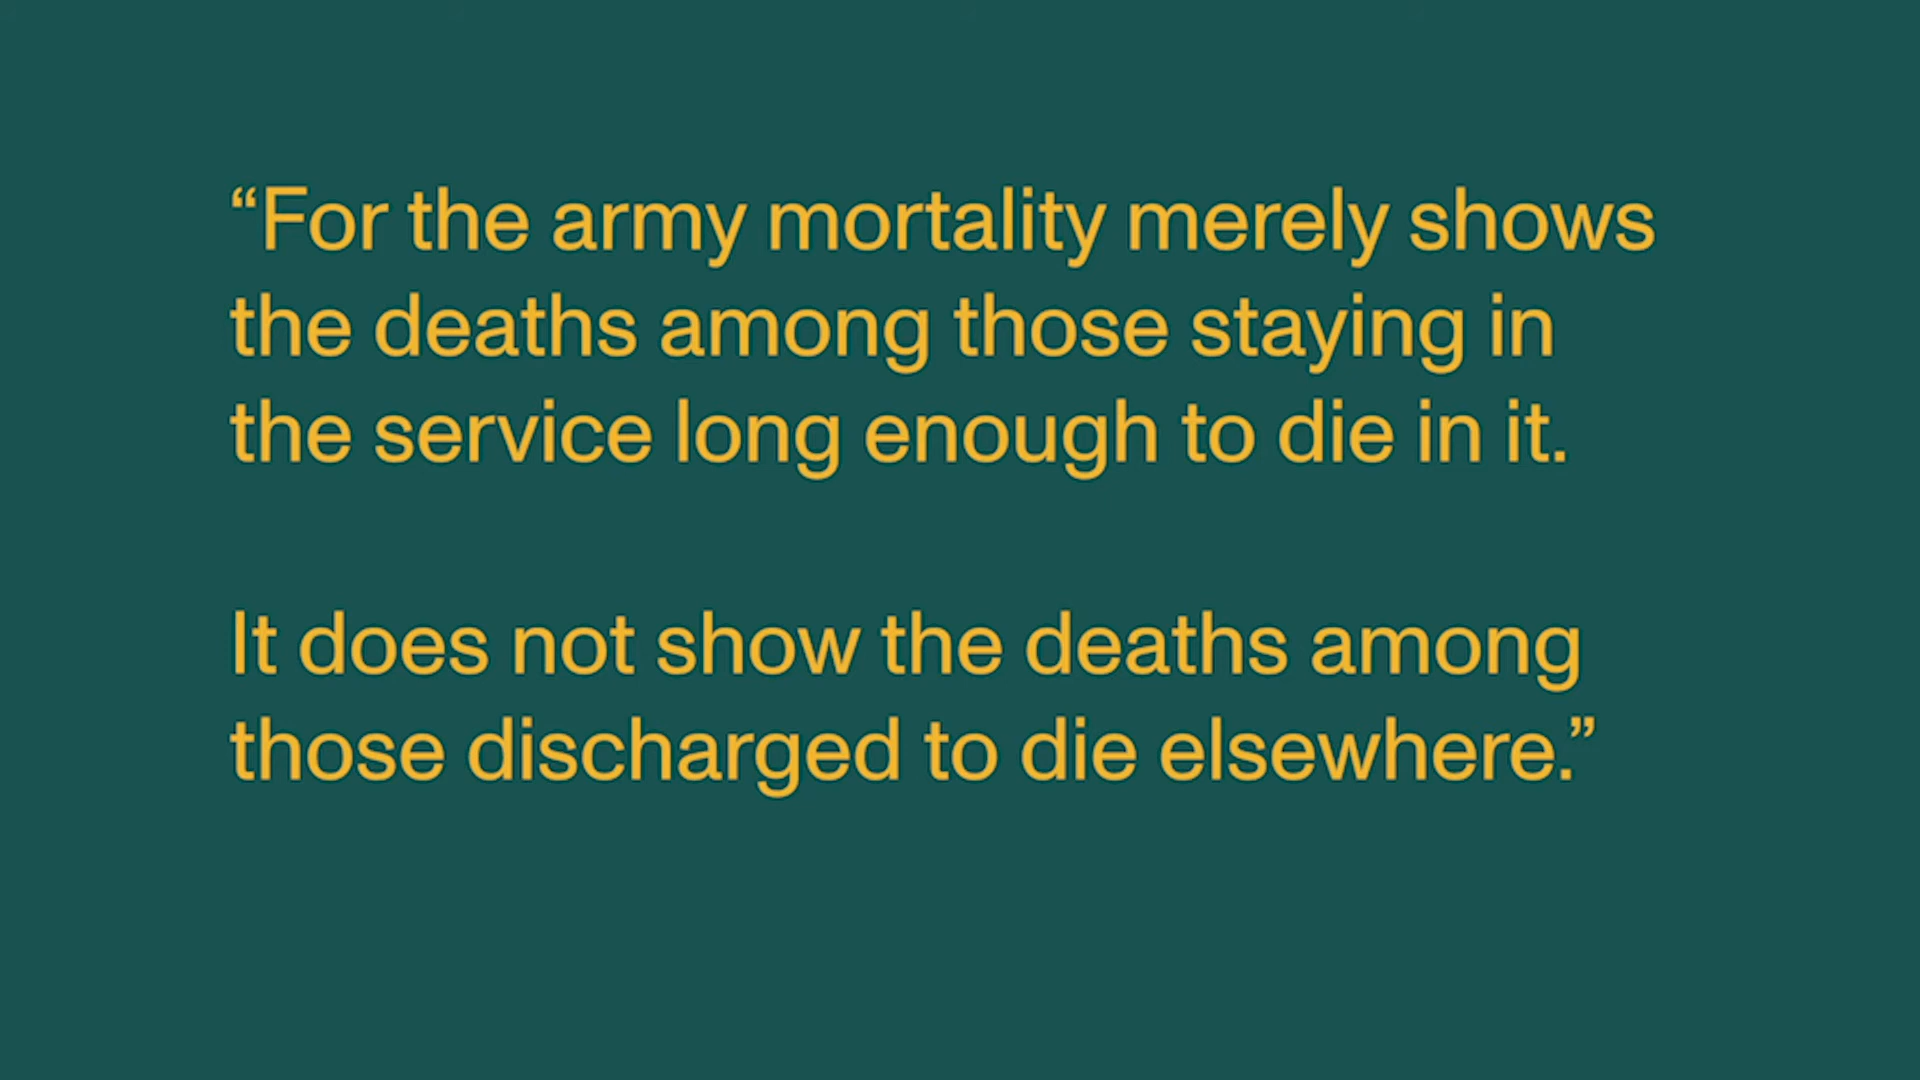 “For the army mortality merely shows
the deaths among those staying in
the service long enough to die in it.
It does not show the deaths among
those discharged to die elsewhere.”